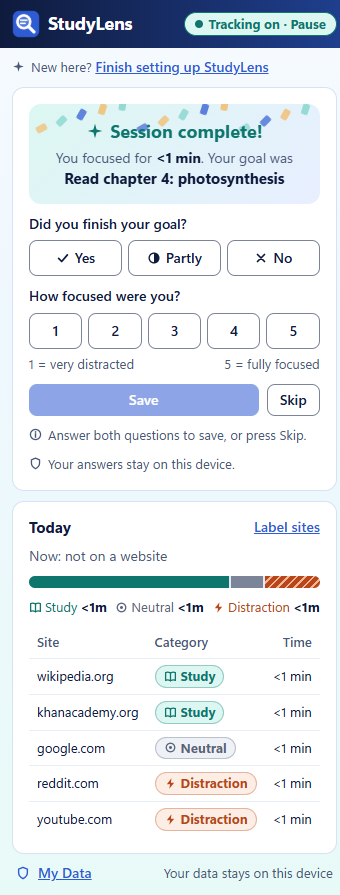 StudyLens
Tracking on · Pause
New here? Finish setting up StudyLens
Session complete!
You focused for <1 min. Your goal was
Read chapter 4: photosynthesis
Did you finish your goal?
Yes
Partly
No
How focused were you?
1
2
3
4
5
1 = very distracted
5 = fully focused
Save
Skip
Answer both questions to save, or press Skip.
Your answers stay on this device.
Today
Label sites
Now: not on a website
Study <1m
Neutral <1m
Distraction <1m
Site Category Time
wikipedia.org Study <1 min
khanacademy.org Study <1 min
google.com Neutral <1 min
reddit.com Distraction <1 min
youtube.com Distraction <1 min
My Data
Your data stays on this device